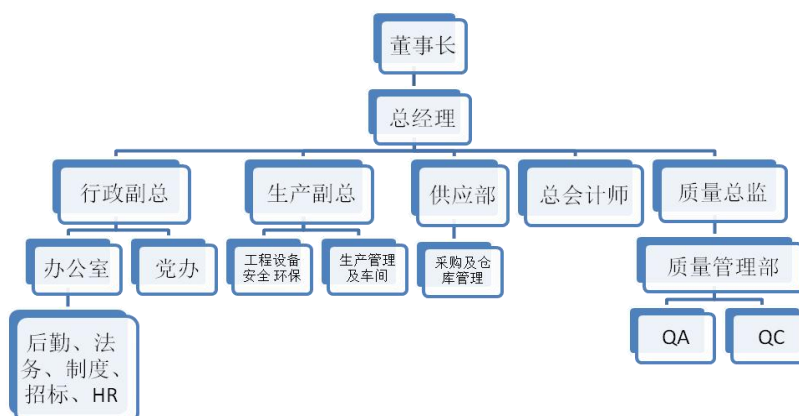 董事长
总经理
行政副总
生产副总
供应部
总会计师
质量总监
办公室
党办
工程设备
安全 环保
生产管理
及车间
采购及仓
库管理
质量管理部
后勤、法
务、制度、
招标、HR
QA
QC